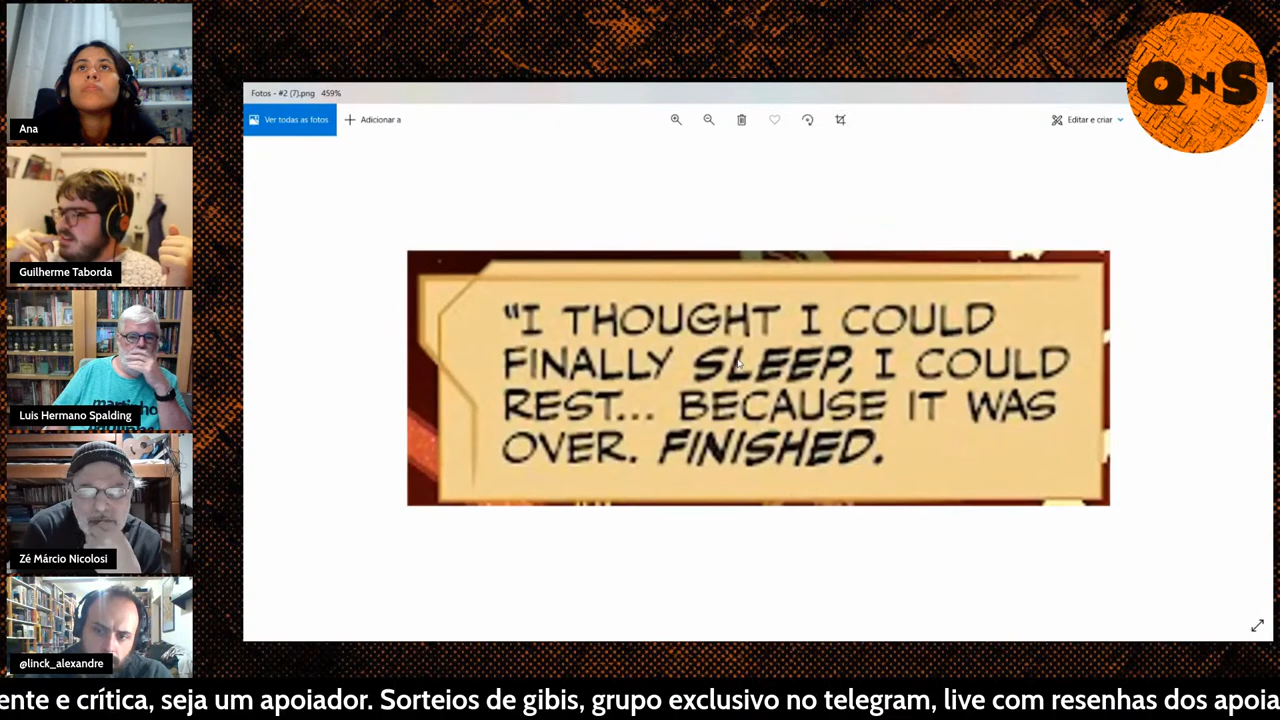 Ana
Guilherme Taborda
Luis Hermano Spalding
Zé Márcio Nicolosi
@linck_alexandre
Fotos - #2 (7).png 459%
Ver todas as fotos
Adicionar a
Editar e criar
QNS
“I THOUGHT I COULD
FINALLY SLEEP, I COULD
REST... BECAUSE IT WAS
OVER. FINISHED.
ente e crítica, seja um apoiador. Sorteios de gibis, grupo exclusivo no telegram, live com resenhas dos apoia